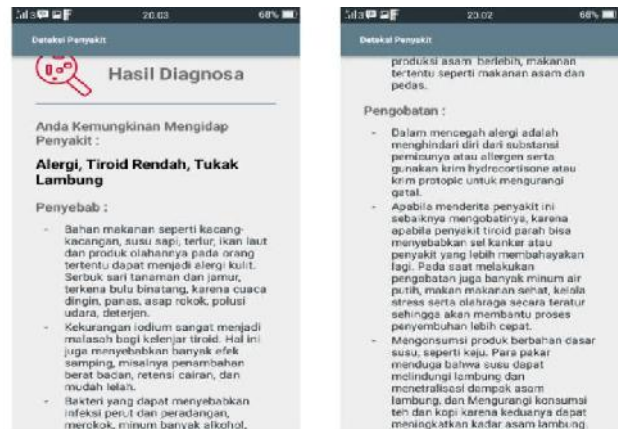 20.03
68%
Deteksi Penyakit
Hasil Diagnosa
Anda Kemungkinan Mengidap
Penyakit :
Alergi, Tiroid Rendah, Tukak
Lambung
Penyebab :
- Bahan makanan seperti kacang-
kacangan, susu sapi, terlur, ikan laut
dan produk olahannya pada orang
tertentu dapat menjadi alergi kulit.
Serbuk sari tanaman dan jamur,
terkena bulu binatang, karena cuaca
dingin, panas, asap rokok, polusi
udara, deterjen.
- Kekurangan iodium sangat menjadi
malasah bagi kelenjar tiroid. Hal ini
juga menyebabkan banyak efek
samping, misalnya penambahan
berat badan, retensi cairan, dan
mudah lelah.
- Bakteri yang dapat menyebabkan
infeksi perut dan peradangan,
merokok, minum banyak alkohol,
20.02
66%
Deteksi Penyakit
produksi asam berlebih, makanan
tertentu seperti makanan asam dan
pedas.
Pengobatan :
- Dalam mencegah alergi adalah
menghindari diri dari substansi
pemicunya atau allergen serta
gunakan krim hydrocortisone atau
krim protopic untuk mengurangi
gatal.
- Apabila menderita penyakit ini
sebaiknya mengobatinya, karena
apabila penyakit tiroid parah bisa
menyebabkan sel kanker atau
penyakit yang lebih membahayakan
lagi. Pada saat melakukan
pengobatan juga banyak minum air
putih, makan makanan sehat, kelola
stress serta olahraga secara teratur
sehingga akan membantu proses
penyembuhan lebih cepat.
- Mengonsumsi produk berbahan dasar
susu, seperti keju. Para pakar
menduga bahwa susu dapat
melindungi lambung dan
menetralisasi dampak asam
lambung, dan Mengurangi konsumsi
teh dan kopi karena keduanya dapat
meningkatkan kadar asam lambung.